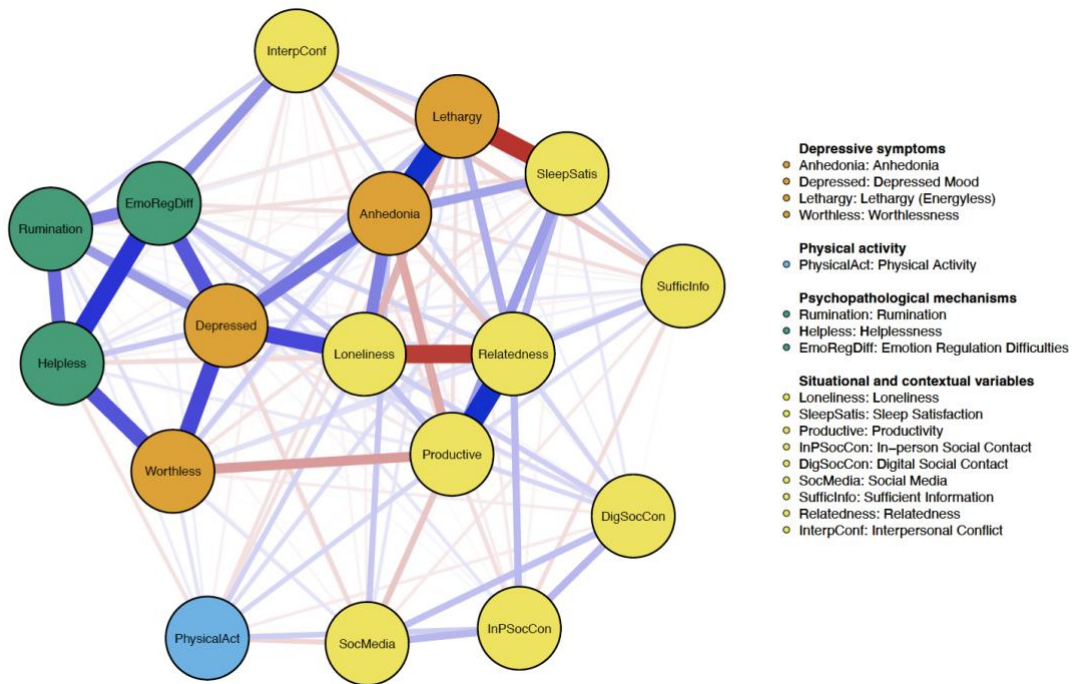 InterpConf
Lethargy
SleepSatis
EmoRegDiff
Anhedonia
Rumination
SufficInfo
Depressed
Loneliness
Relatedness
Helpless
Productive
Worthless
DigSocCon
InPSocCon
PhysicalAct
SocMedia
Depressive symptoms
Anhedonia: Anhedonia
Depressed: Depressed Mood
Lethargy: Lethargy (Energyless)
Worthless: Worthlessness
Physical activity
PhysicalAct: Physical Activity
Psychopathological mechanisms
Rumination: Rumination
Helpless: Helplessness
EmoRegDiff: Emotion Regulation Difficulties
Situational and contextual variables
Loneliness: Loneliness
SleepSatis: Sleep Satisfaction
Productive: Productivity
InPSocCon: In−person Social Contact
DigSocCon: Digital Social Contact
SocMedia: Social Media
SufficInfo: Sufficient Information
Relatedness: Relatedness
InterpConf: Interpersonal Conflict